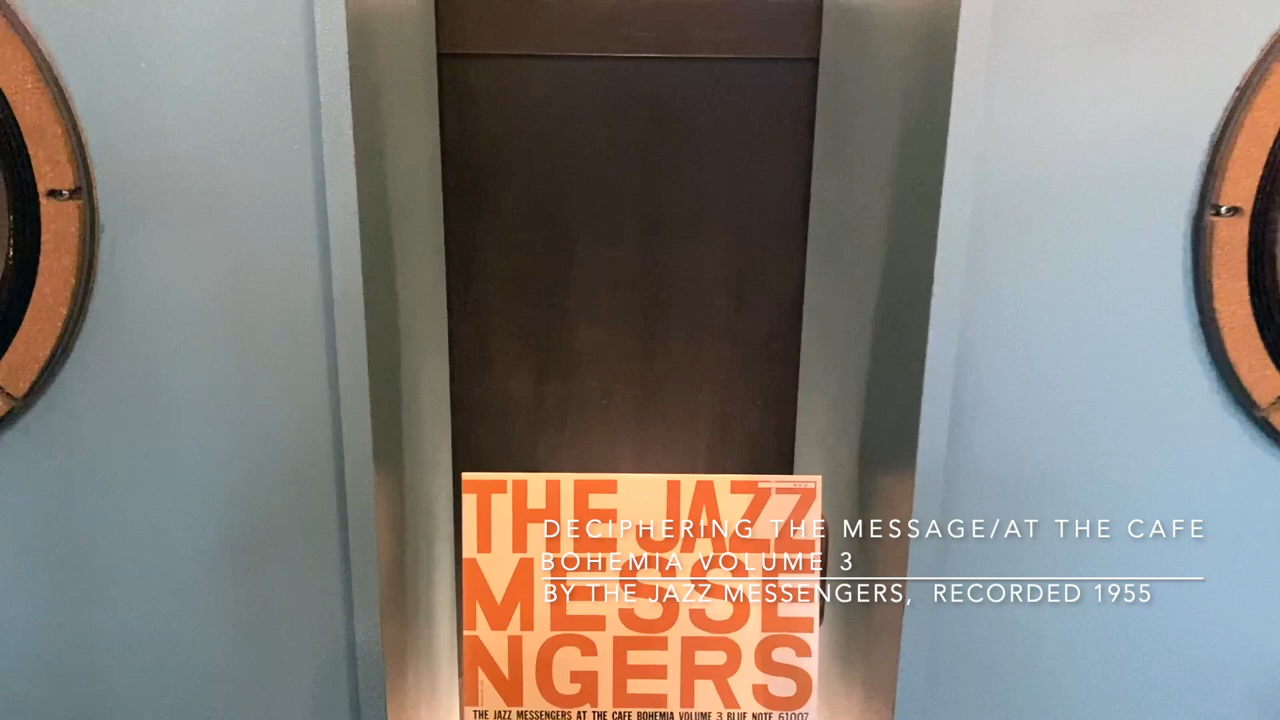 THE JAZZ
MESSE
NGERS
THE JAZZ MESSENGERS AT THE CAFE BOHEMIA VOLUME 3 BLUE NOTE 61007
DECIPHERING THE MESSAGE/AT THE CAFE
BOHEMIA VOLUME 3
BY THE JAZZ MESSENGERS, RECORDED 1955